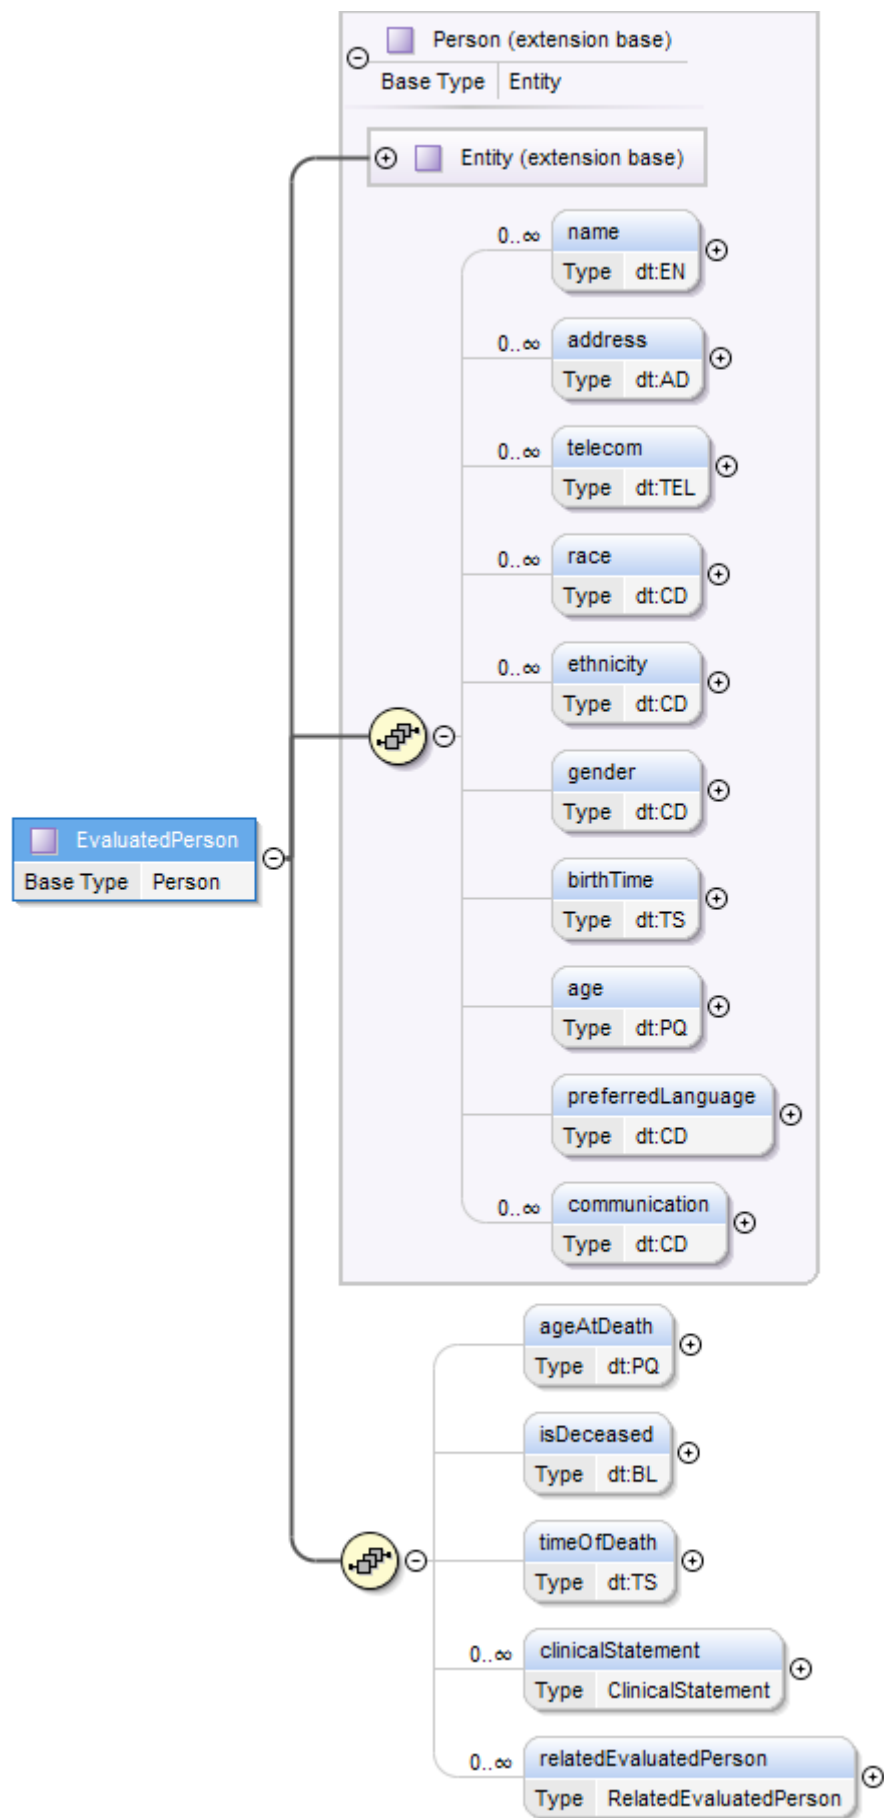 Person (extension base)
Base Type Entity
Entity (extension base)
0..∞ name
Type dt:EN
0..∞ address
Type dt:AD
0..∞ telecom
Type dt:TEL
0..∞ race
Type dt:CD
0..∞ ethnicity
Type dt:CD
gender
Type dt:CD
EvaluatedPerson
Base Type Person
birthTime
Type dt:TS
age
Type dt:PQ
preferredLanguage
Type dt:CD
0..∞ communication
Type dt:CD
ageAtDeath
Type dt:PQ
isDeceased
Type dt:BL
timeOfDeath
Type dt:TS
0..∞ clinicalStatement
Type ClinicalStatement
0..∞ relatedEvaluatedPerson
Type RelatedEvaluatedPerson